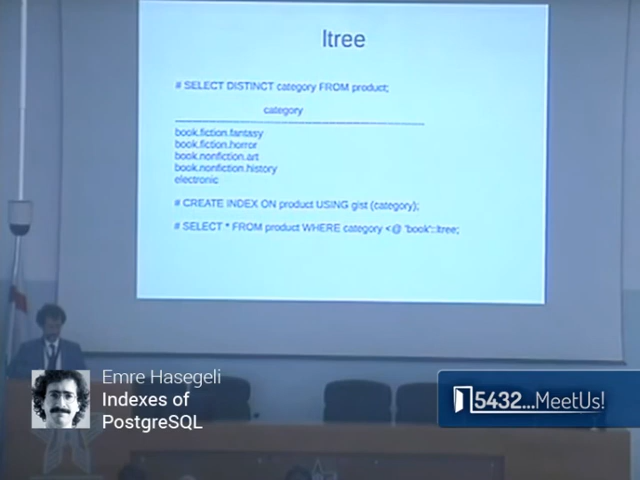 ltree
# SELECT DISTINCT category FROM product;
category
book.fiction.fantasy
book.fiction.horror
book.nonfiction.art
book.nonfiction.history
electronic
# CREATE INDEX ON product USING gist (category);
# SELECT * FROM product WHERE category <@ 'book'::ltree;
Emre Hasegeli
Indexes of
PostgreSQL
5432...MeetUs!